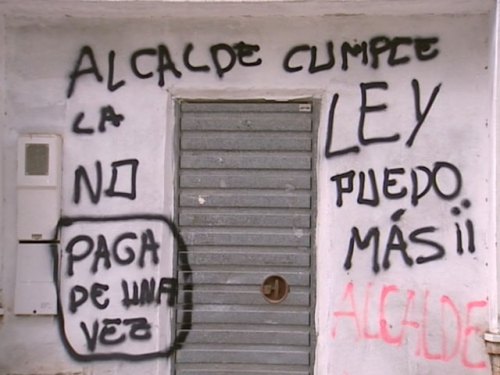 ALCALDE CUMPLE
LA LEY
NO PUEDO
MÁS¡¡
PAGA
DE UNA
VEZ
ALCALDE